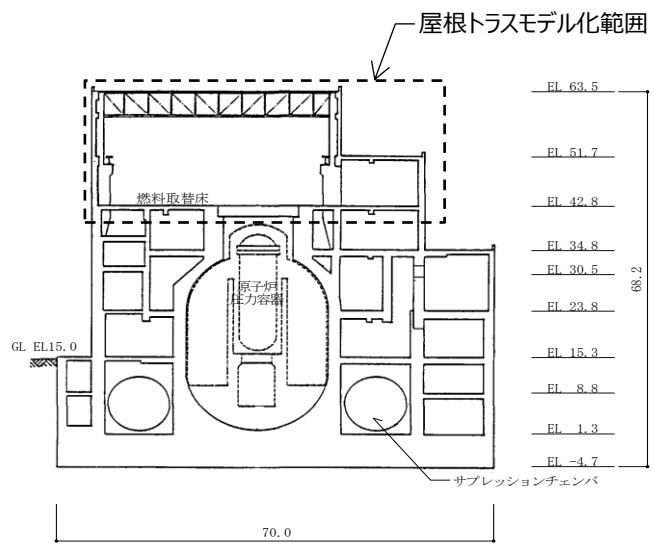 屋根トラスモデル化範囲
EL 63.5
EL 51.7
燃料取替床
EL 42.8
EL 34.8
EL 30.5
原子炉
圧力容器
68.2
EL 23.8
GL EL15.0
EL 15.3
EL 8.8
EL 1.3
EL -4.7
サプレッションチェンバ
70.0